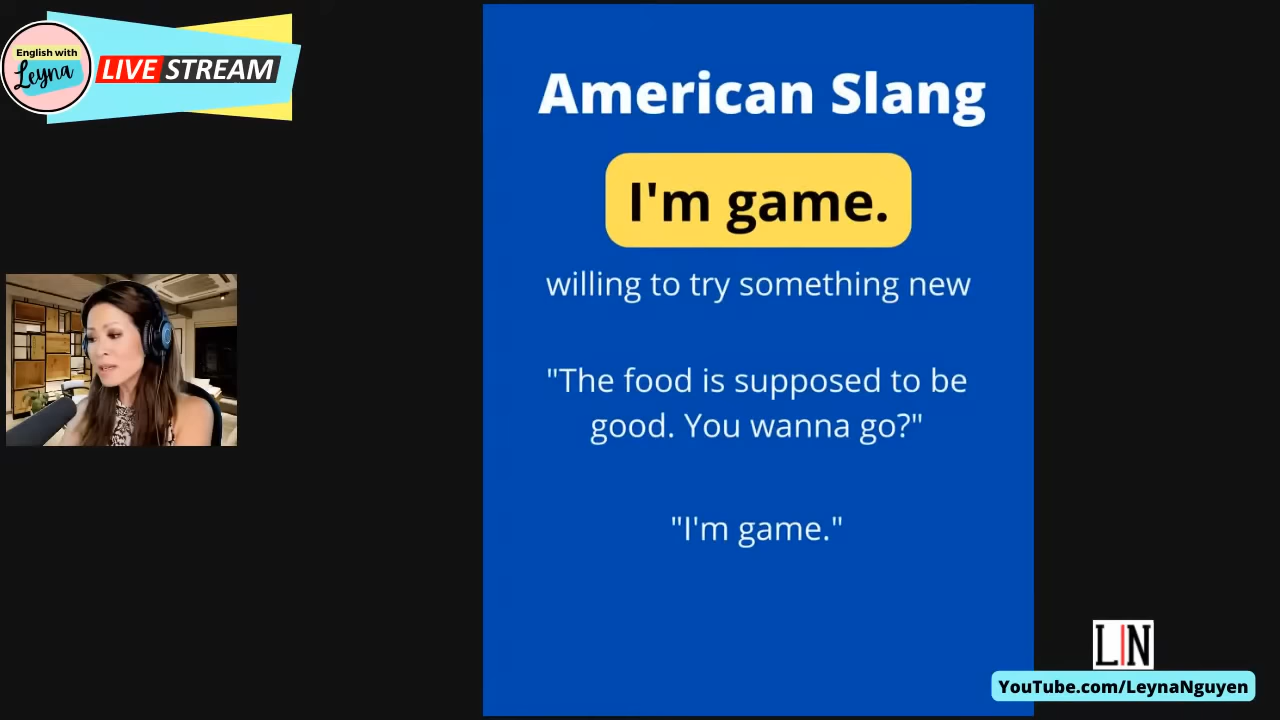 English with
Leyna
LIVE STREAM
American Slang
I'm game.
willing to try something new
"The food is supposed to be
good. You wanna go?"
"I'm game."
LIN
YouTube.com/LeynaNguyen